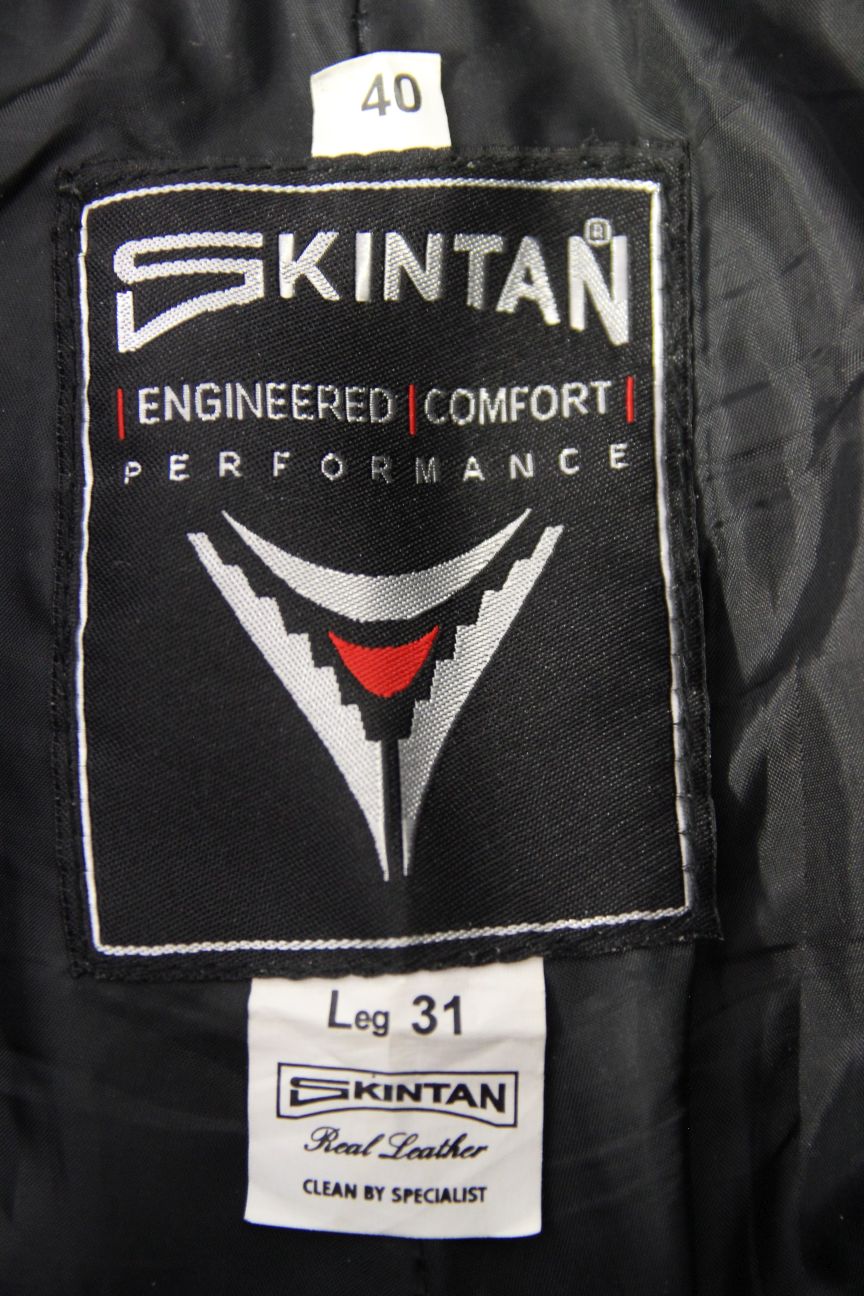 40
SKINTAN®
| ENGINEERED | COMFORT |
PERFORMANCE
Leg 31
SKINTAN
Real Leather
CLEAN BY SPECIALIST